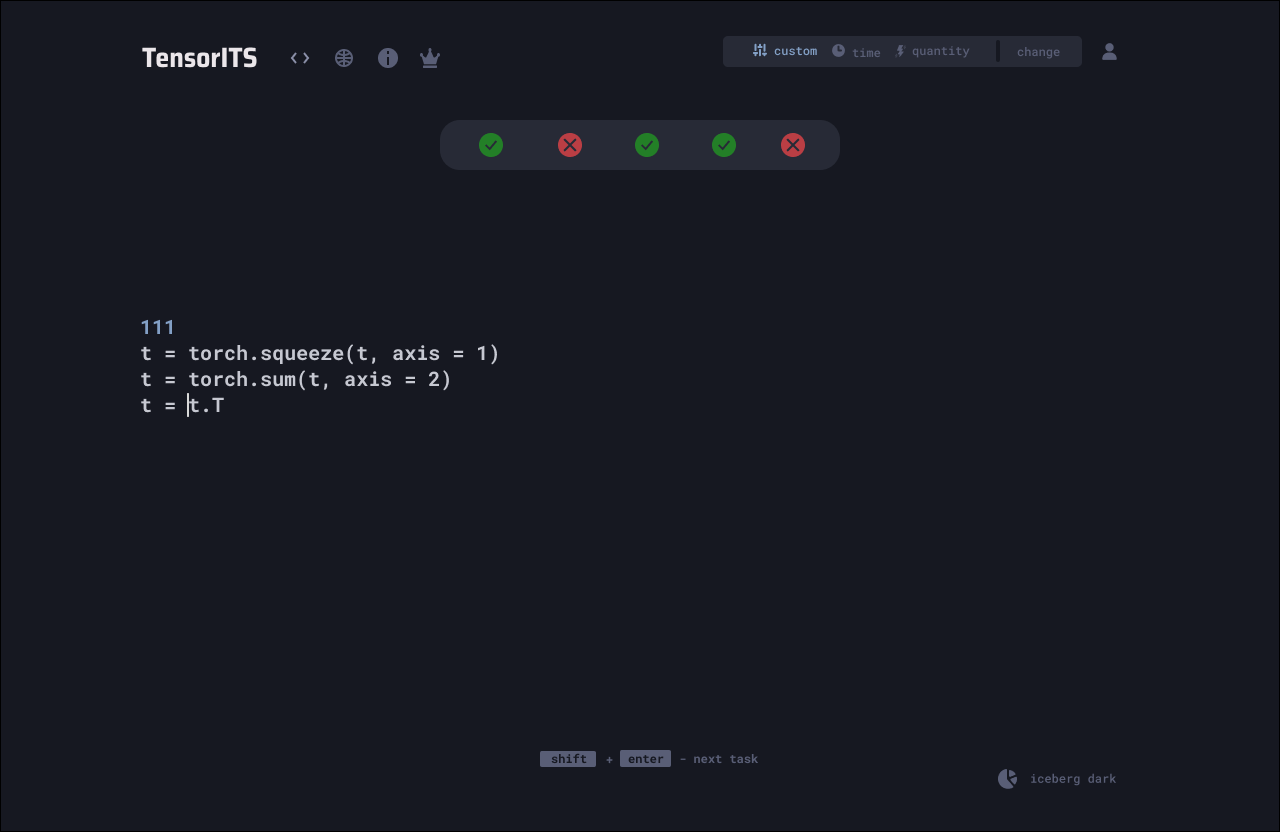 TensorITS
custom time quantity change
111
t = torch.squeeze(t, axis = 1)
t = torch.sum(t, axis = 2)
t = t.T
shift + enter - next task
iceberg dark